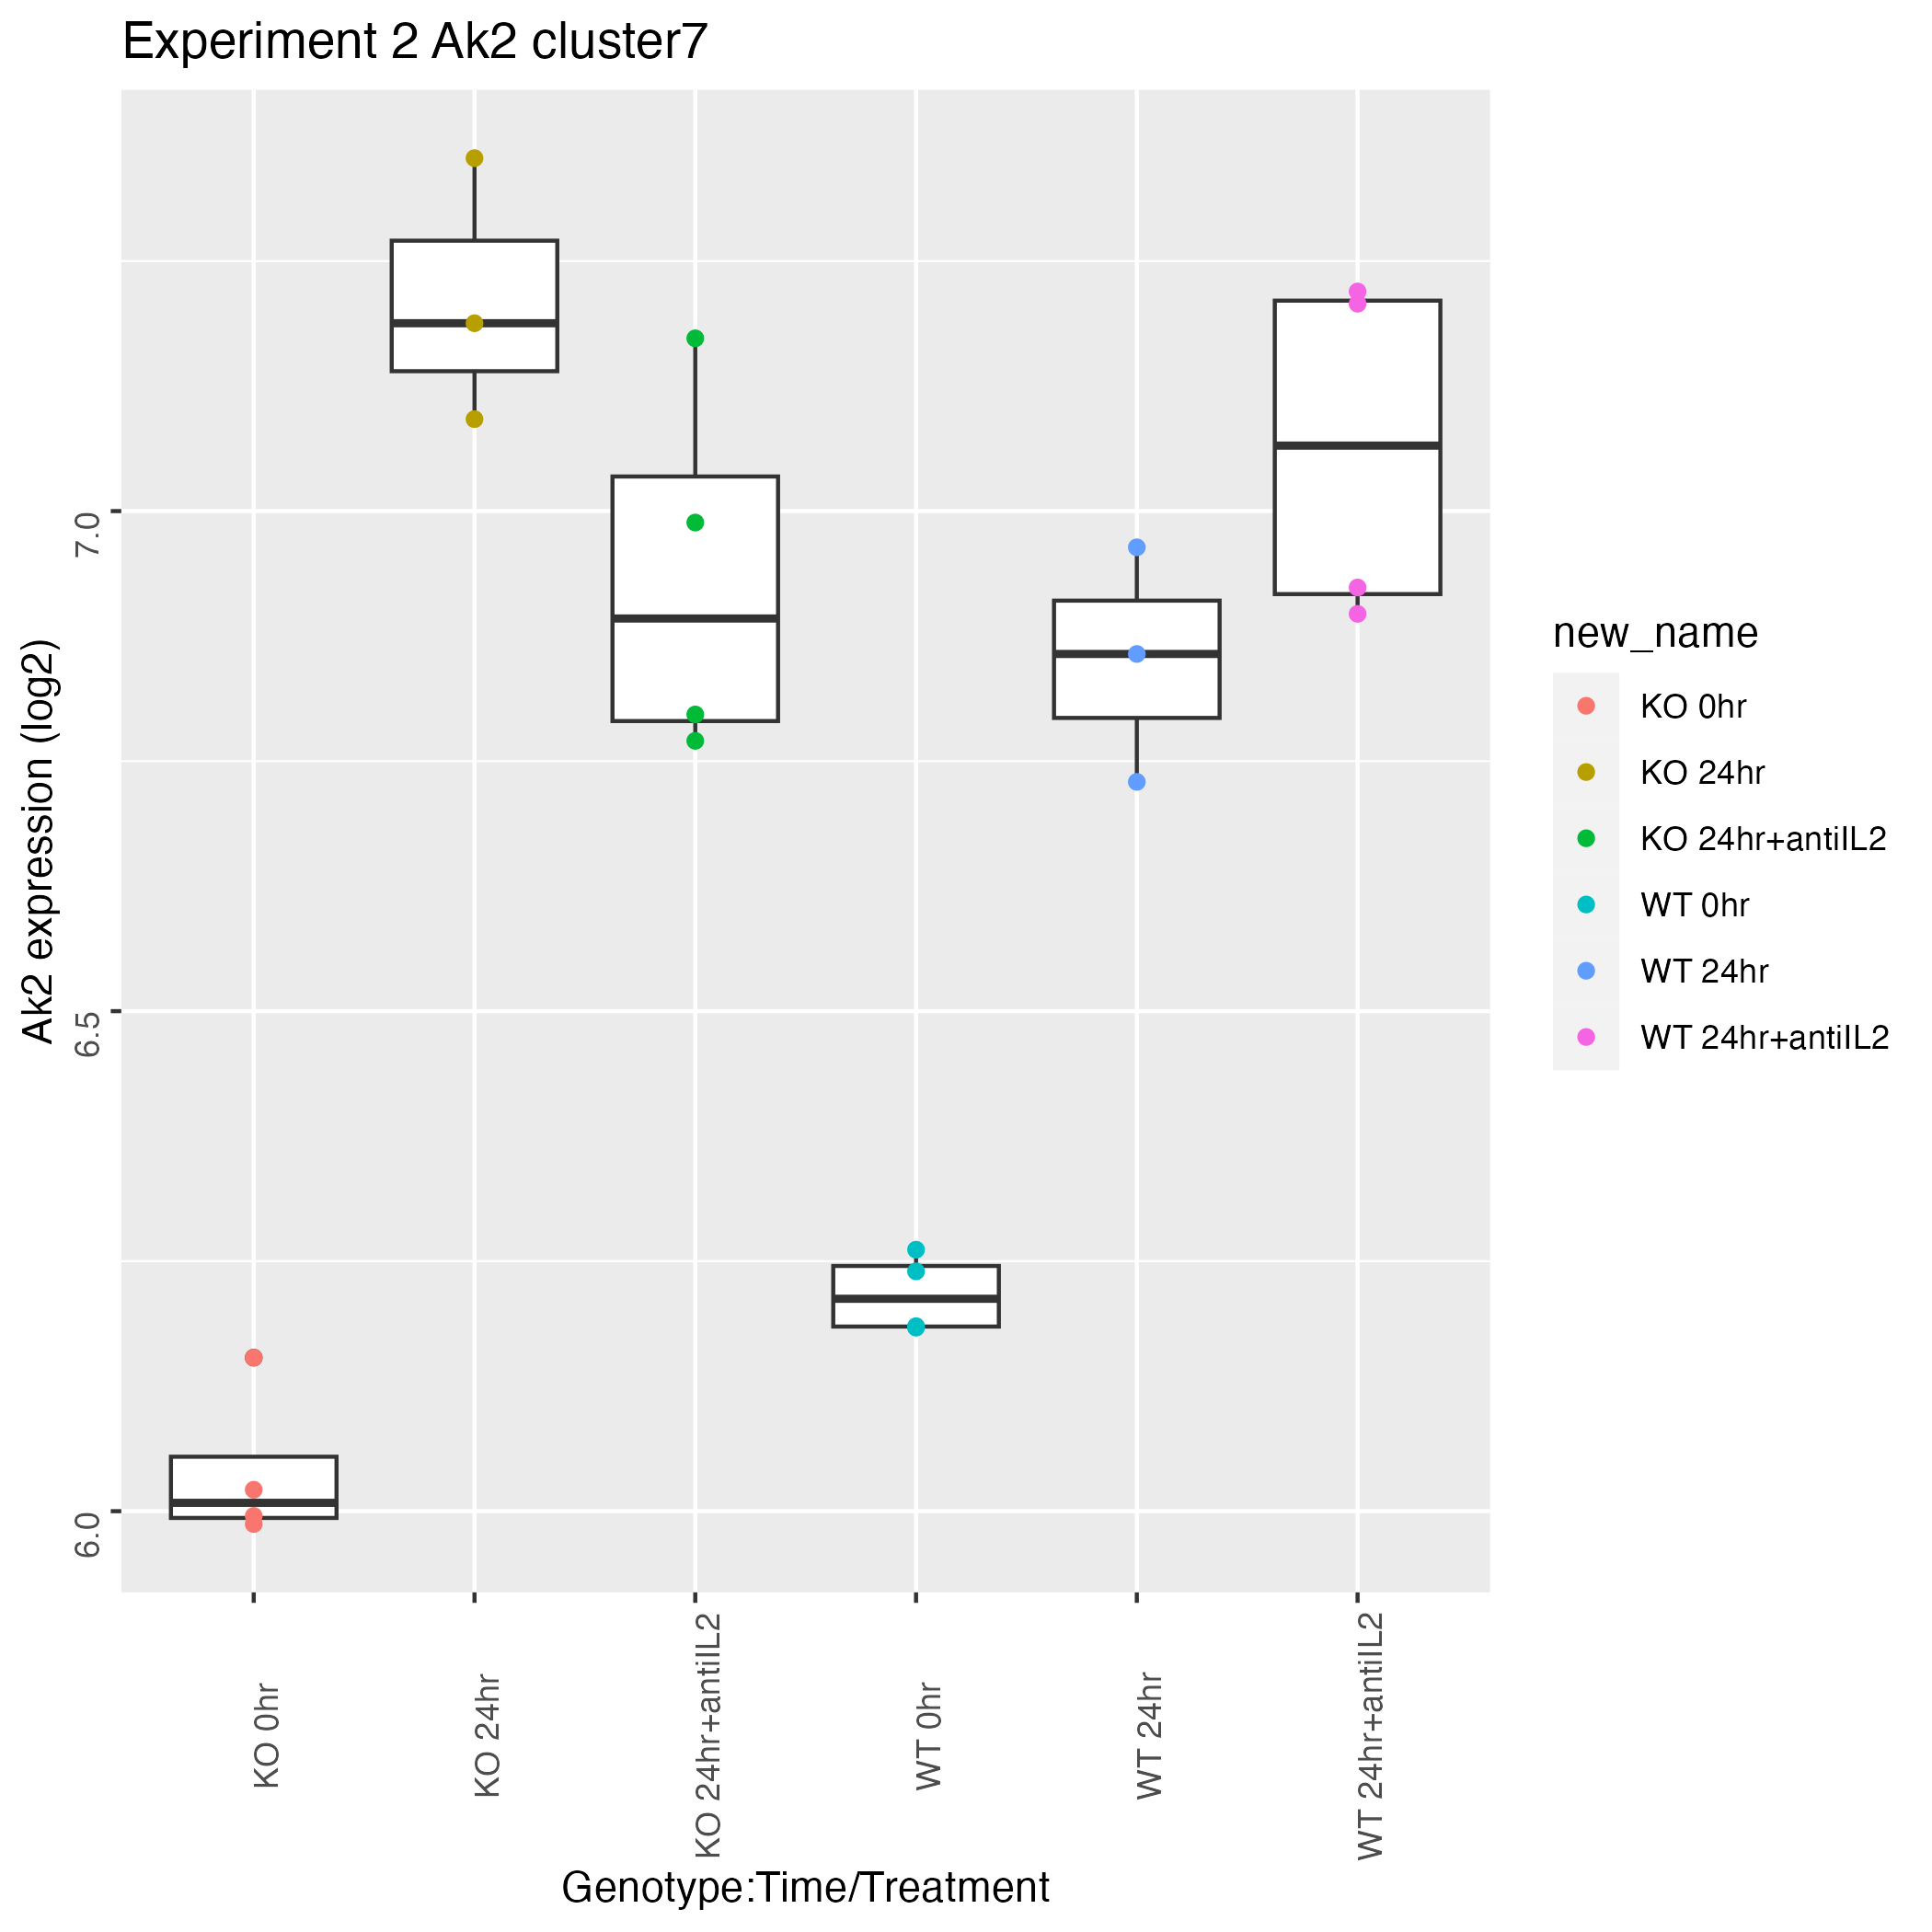 Experiment 2 Ak2 cluster7
Ak2 expression (log2)
7.0
6.5
6.0
KO 0hr
KO 24hr
KO 24hr+antiIL2
WT 0hr
WT 24hr
WT 24hr+antiIL2
Genotype:Time/Treatment
new_name
KO 0hr
KO 24hr
KO 24hr+antiIL2
WT 0hr
WT 24hr
WT 24hr+antiIL2